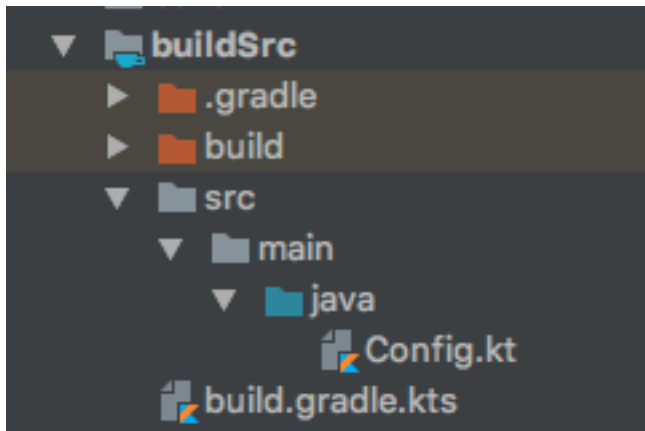 buildSrc
.gradle
build
src
main
java
Config.kt
build.gradle.kts